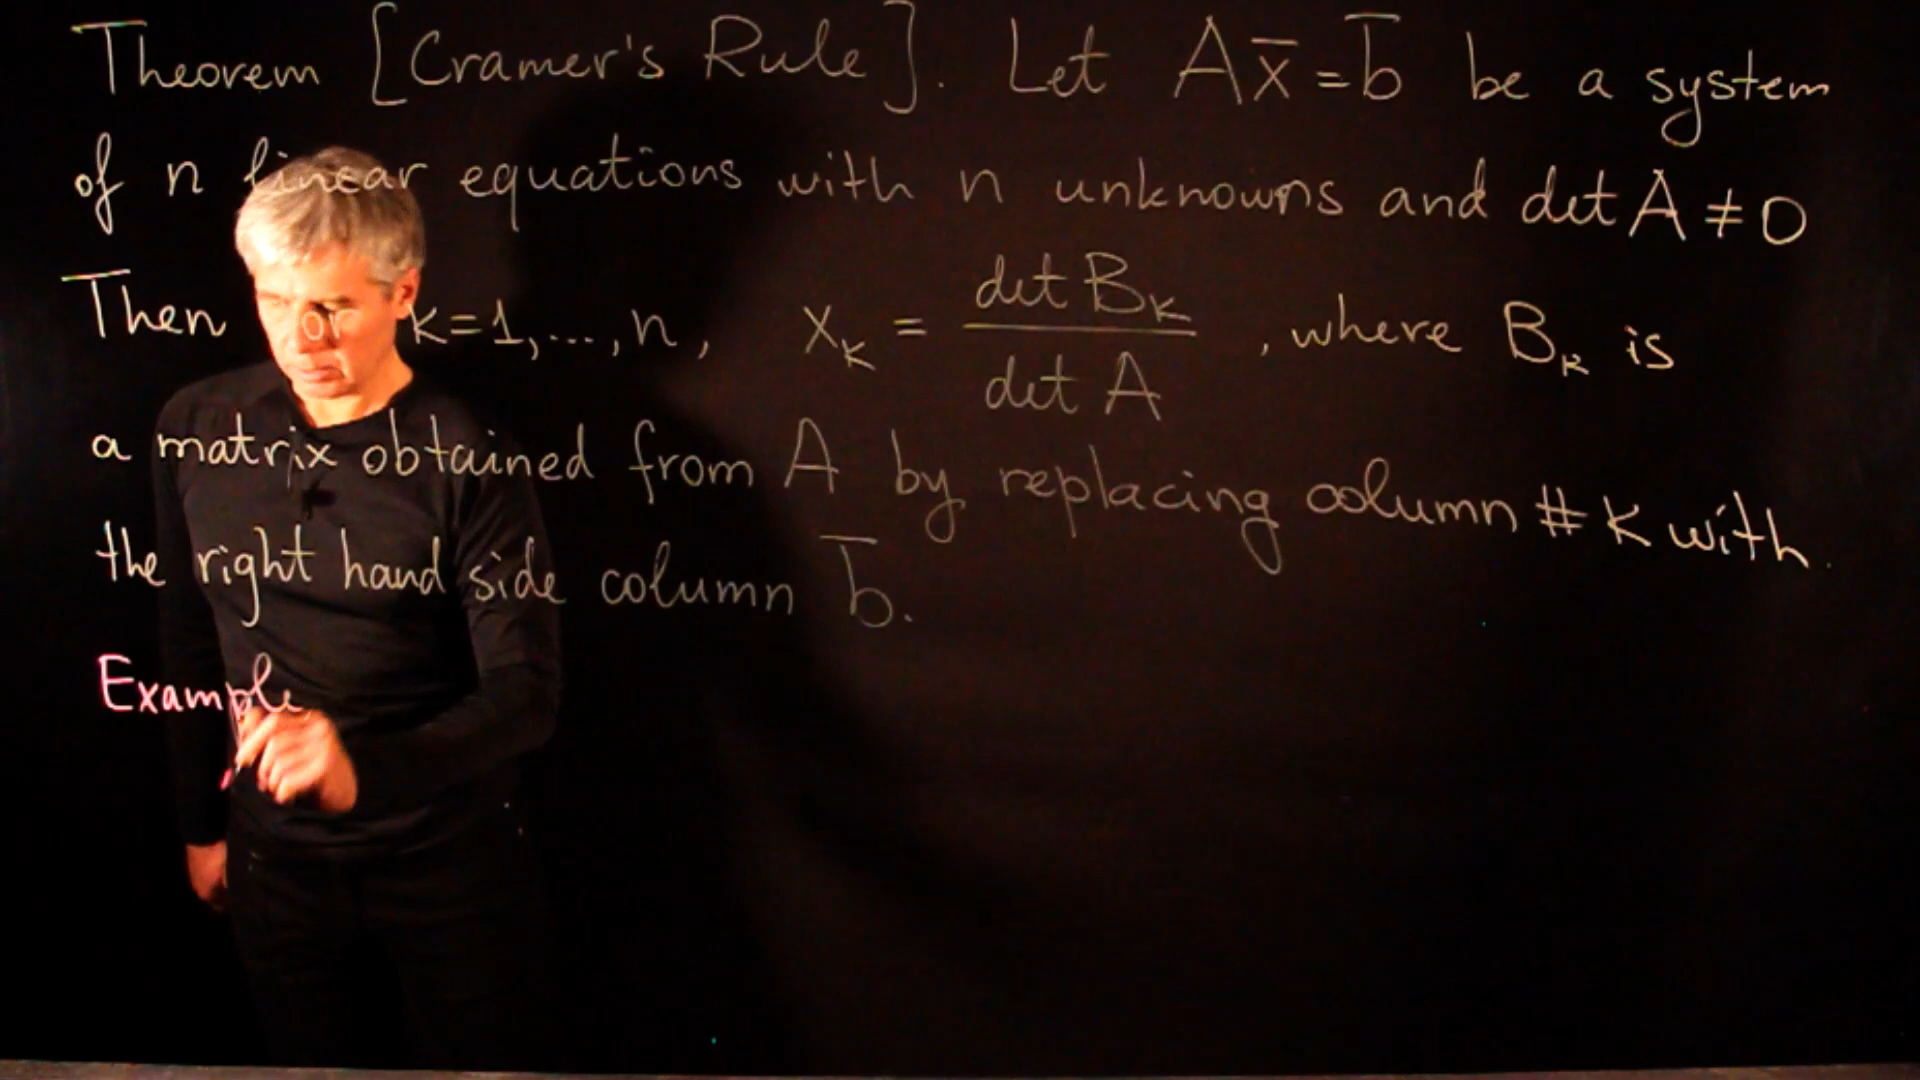 Theorem [Cramer's Rule]. Let Ax̅ = b̅ be a system
of n linear equations with n unknowns and det A ≠ 0
Then or k=1,...,n, x_k = det B_k / det A , where B_k is
a matrix obtained from A by replacing column # k with
the right hand side column b̅.
Example